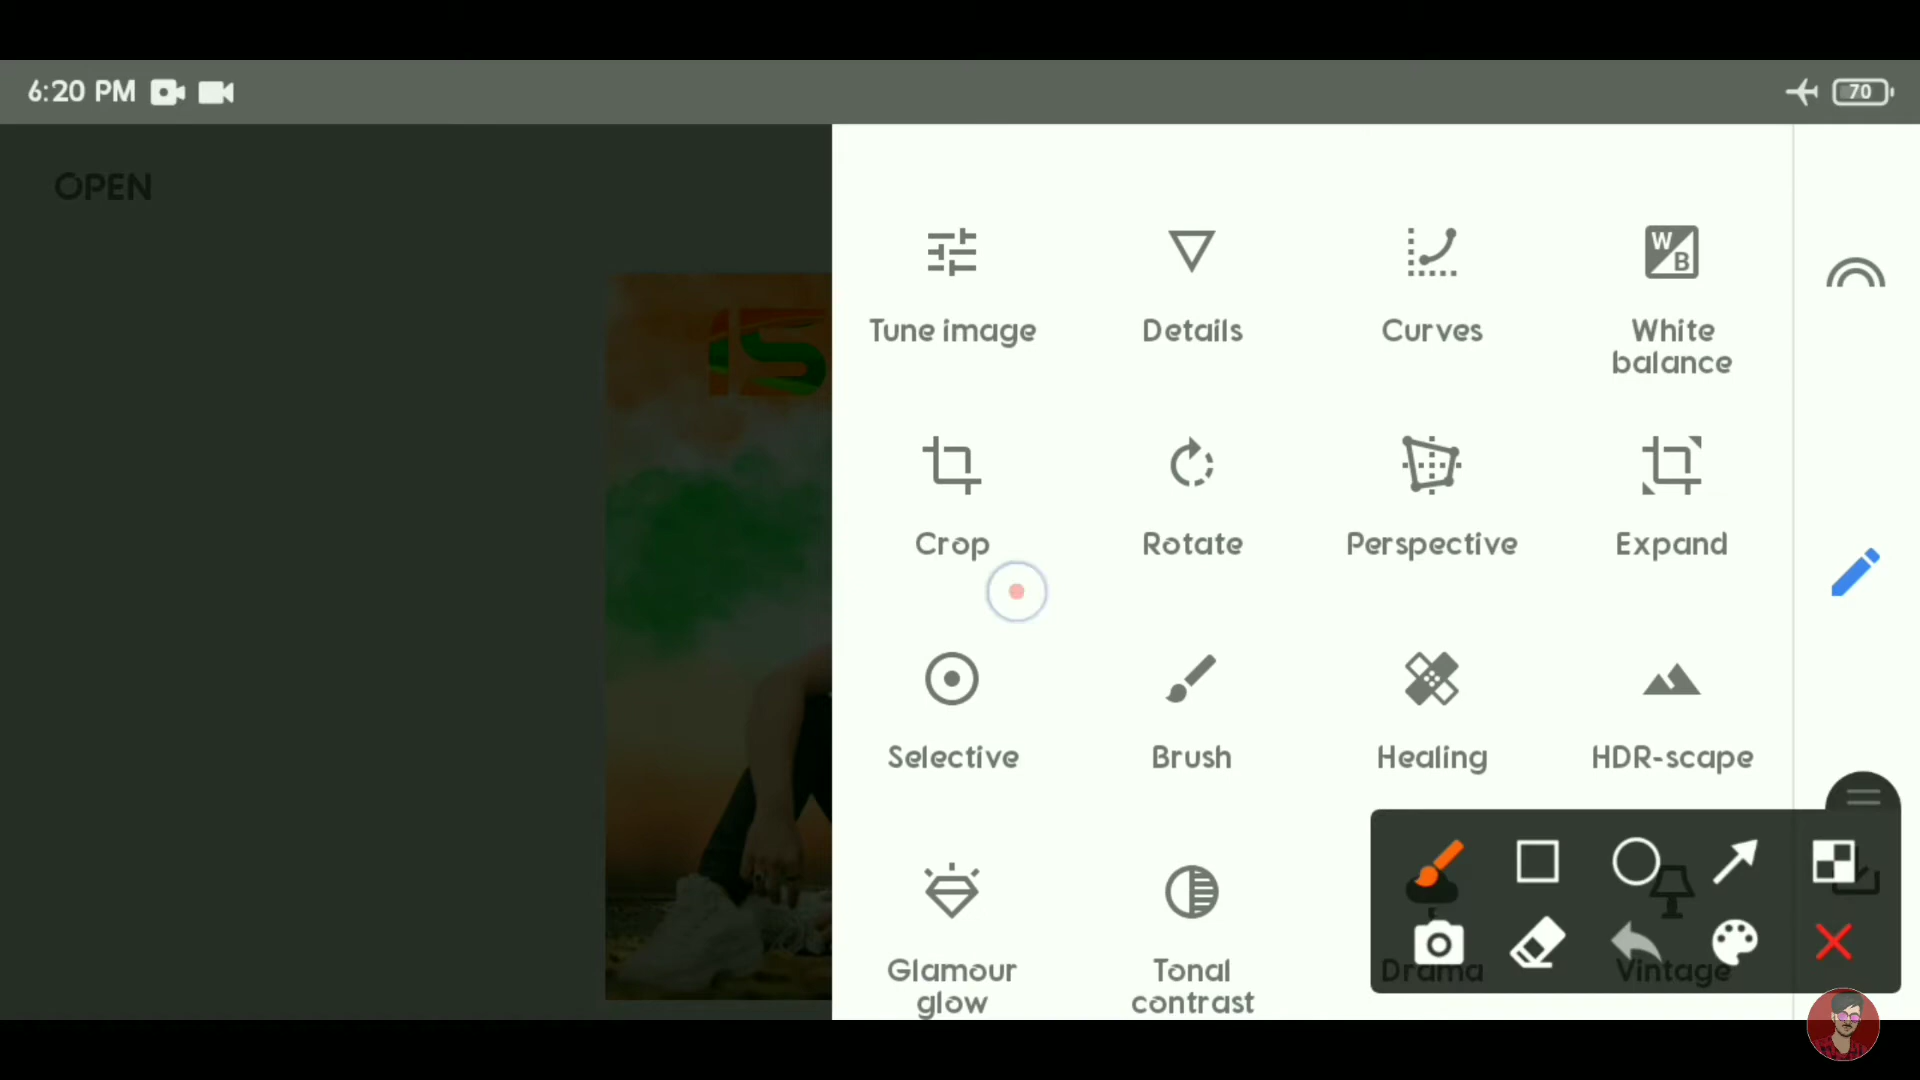 6:20 PM
70
OPEN
IS
Tune image
Details
Curves
W
B
White
balance
Crop
Rotate
Perspective
Expand
Selective
Brush
Healing
HDR-scape
Glamour
glow
Tonal
contrast
Drama
Vintage